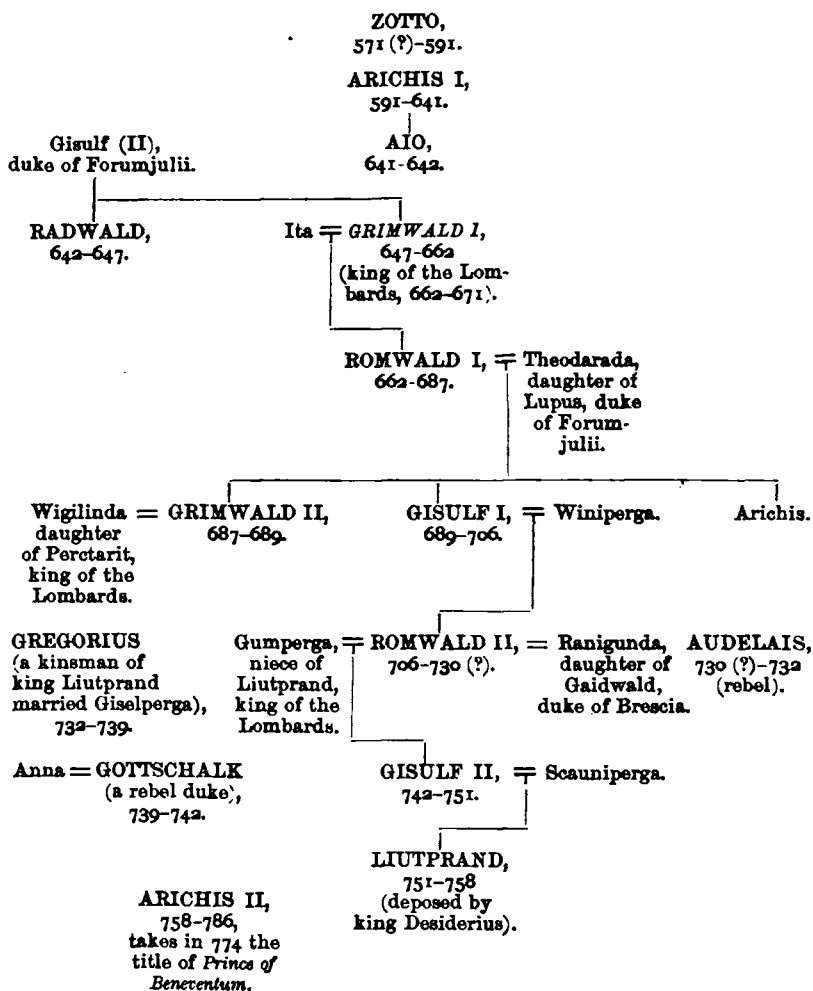 ZOTTO,
571 (?)-591.
ARICHIS I,
591-641.
Gisulf (II),
duke of Forumjulii.
AIO,
641-642.
RADWALD,
642-647.
Ita = GRIMWALD I,
647-662
(king of the Lom-
bards, 662-671).
ROMWALD I,
662-687.
= Theodarada,
daughter of
Lupus, duke
of Forum-
julii.
Wigilinda
daughter
of Perctarit,
king of the
Lombards.
= GRIMWALD II,
687-689.
GISULF I,
689-706.
= Winiperga.
Arichis.
GREGORIUS
(a kinsman of
king Liutprand
married Giselperga),
732-739.
Gumperga,
niece of
Liutprand,
king of the
Lombards.
= ROMWALD II,
706-730 (?).
= Ranigunda,
daughter of
Gaidwald,
duke of Brescia.
AUDELAIS,
730 (?)-732
(rebel).
Anna = GOTTSCHALK
(a rebel duke),
739-742.
GISULF II,
742-751.
= Scauniperga.
LIUTPRAND,
751-758
(deposed by
king Desiderius).
ARICHIS II,
758-786,
takes in 774 the
title of Prince of
Beneventum.